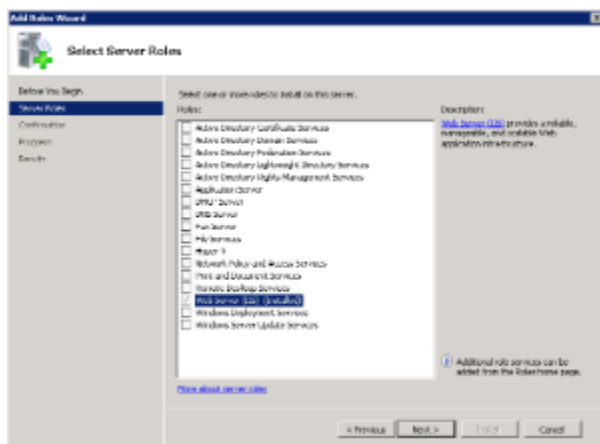 Add Roles Wizard
Select Server Roles
Before You Begin
Server Roles
Confirmation
Progress
Results
Select one or more roles to install on this server.
Roles:
Active Directory Certificate Services
Active Directory Domain Services
Active Directory Federation Services
Active Directory Lightweight Directory Services
Active Directory Rights Management Services
Application Server
DHCP Server
DNS Server
Fax Server
File Services
Hyper-V
Network Policy and Access Services
Print and Document Services
Remote Desktop Services
Web Server (IIS) (Installed)
Windows Deployment Services
Windows Server Update Services
More about server roles
Description:
Web Server (IIS) provides a reliable,
manageable, and scalable Web
application infrastructure.
Additional role services can be
added from the Roles home page.
< Previous
Next >
Install
Cancel